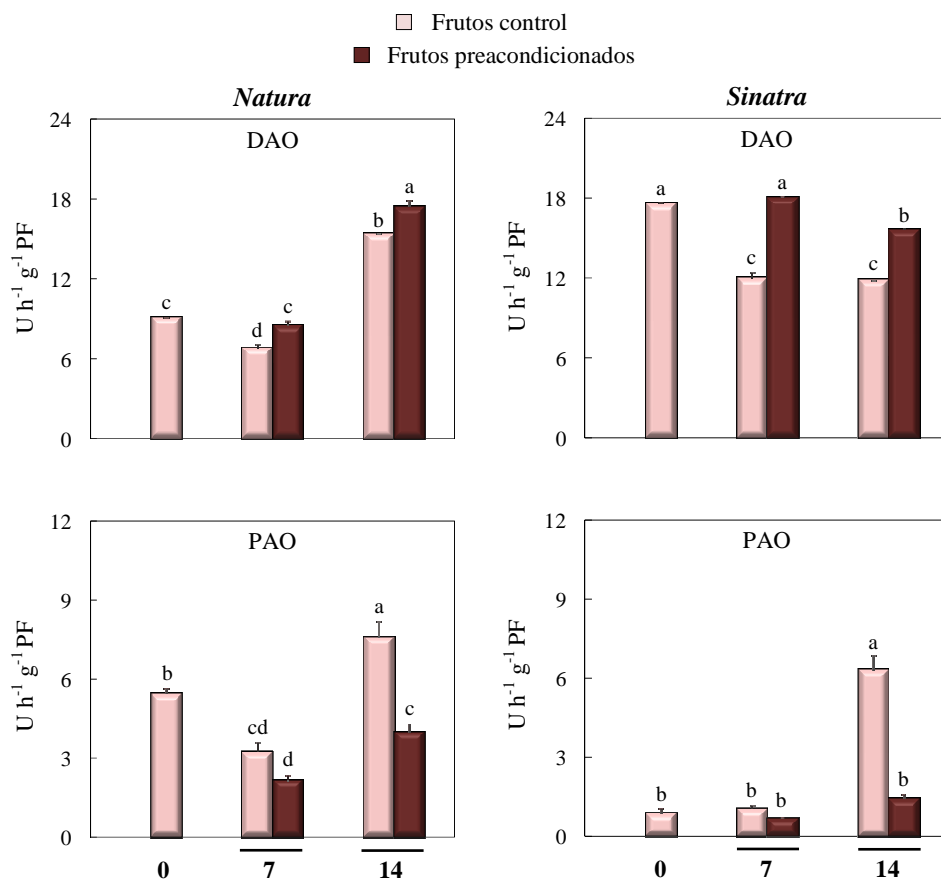 Frutos control
Frutos preacondicionados
Natura
Sinatra
DAO
24
18
12
6
0
U h-1 g-1 PF
c
d
c
b
a
DAO
24
18
12
6
0
U h-1 g-1 PF
a
c
a
c
b
PAO
12
9
6
3
0
U h-1 g-1 PF
b
cd
d
a
c
0
7
14
PAO
12
9
6
3
0
U h-1 g-1 PF
b
b
b
a
b
0
7
14